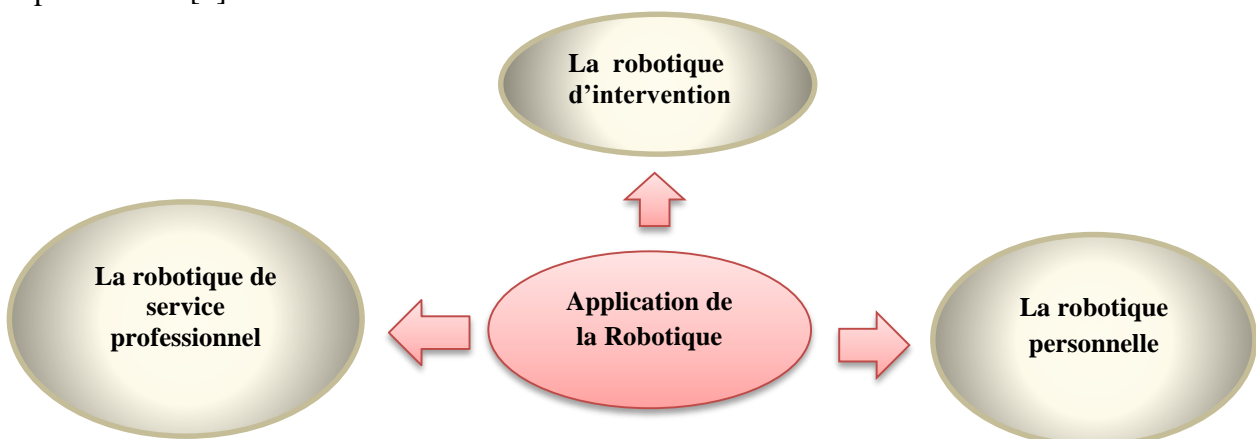 La robotique
d'intervention
La robotique de
service
professionnel
Application de
la Robotique
La robotique
personnelle